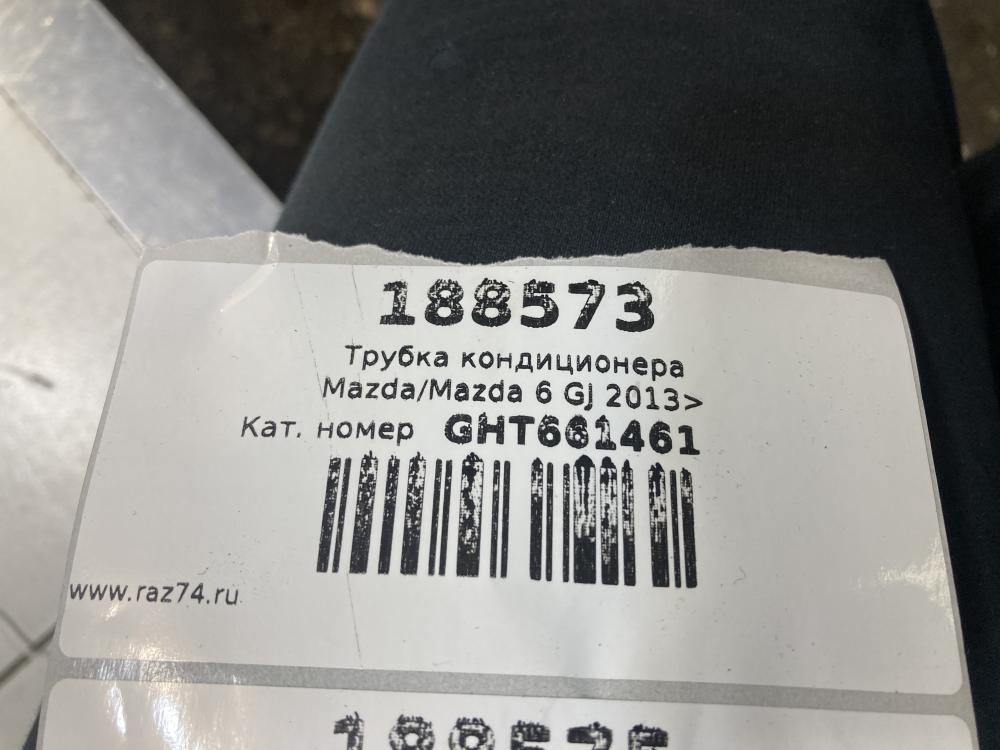 188573
Трубка кондиционера
Mazda/Mazda 6 GJ 2013>
Кат. номер GHT661461
www.raz74.ru